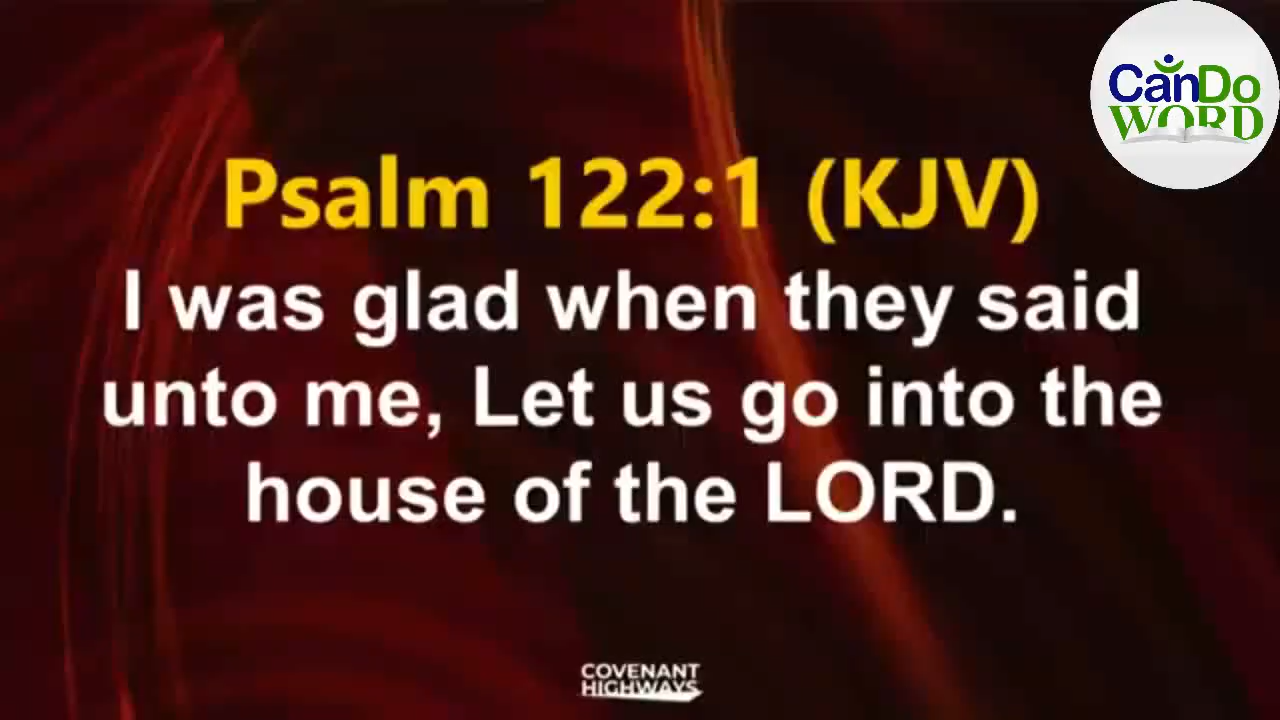 CanDo
WORD
Psalm 122:1 (KJV)
I was glad when they said
unto me, Let us go into the
house of the LORD.
COVENANT
HIGHWAYS